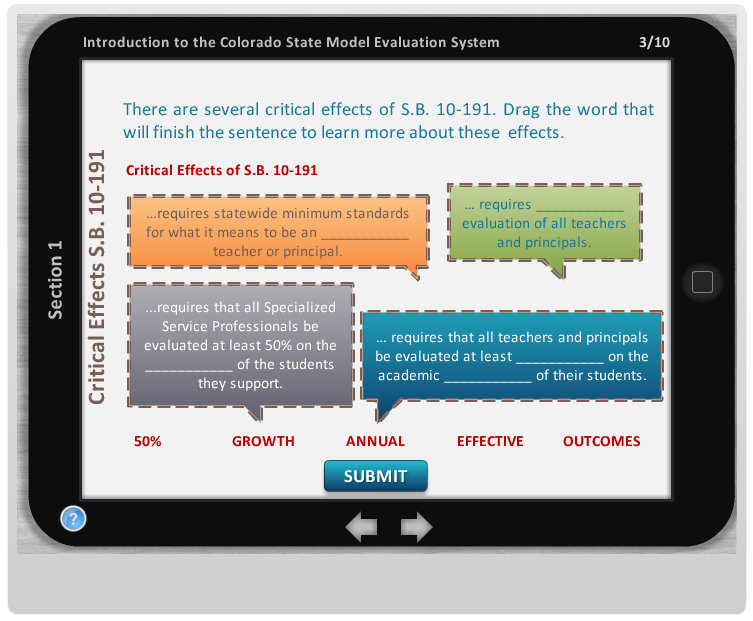 Introduction to the Colorado State Model Evaluation System
3/10
Section 1
Critical Effects S.B. 10-191
There are several critical effects of S.B. 10-191. Drag the word that
will finish the sentence to learn more about these effects.
Critical Effects of S.B. 10-191
...requires statewide minimum standards
for what it means to be an ___________
teacher or principal.
... requires ___________
evaluation of all teachers
and principals.
...requires that all Specialized
Service Professionals be
evaluated at least 50% on the
___________ of the students
they support.
... requires that all teachers and principals
be evaluated at least ___________ on the
academic ___________ of their students.
50% GROWTH ANNUAL EFFECTIVE OUTCOMES
SUBMIT
?